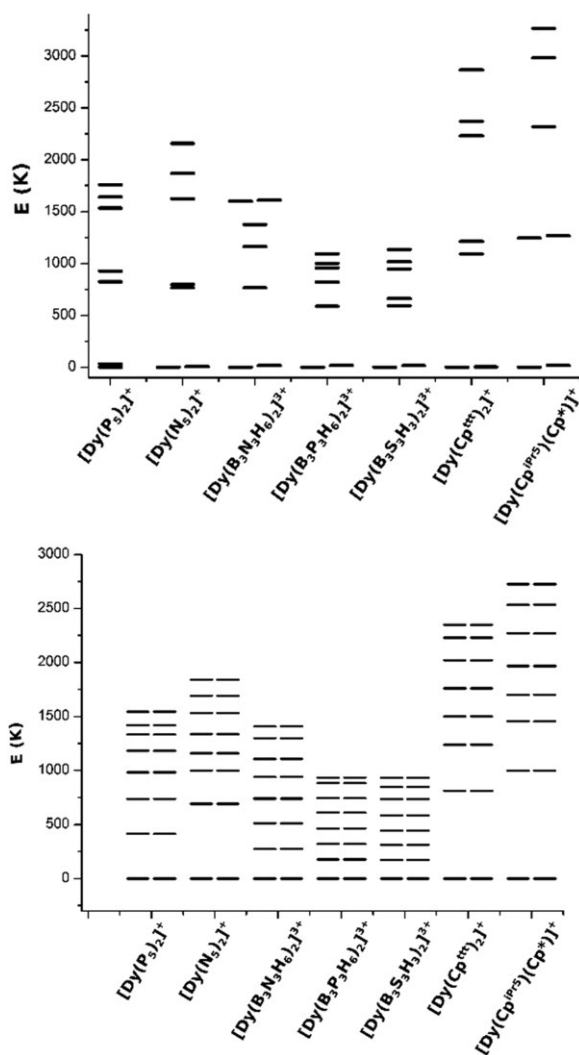 E (K)
3000
2500
2000
1500
1000
500
0
[Dy(P₅)₂]⁺
[Dy(N₅)₂]⁺
[Dy(B₃N₃H₆)₂]³⁺
[Dy(B₃P₃H₆)₂]³⁺
[Dy(B₃S₃H₃)₂]³⁺
[Dy(Cpᵗᵗᵗ)₂]⁺
[Dy(Cpⁱᴾʳ⁵)(Cp*)]⁺
E (K)
3000
2500
2000
1500
1000
500
0
[Dy(P₅)₂]⁺
[Dy(N₅)₂]⁺
[Dy(B₃N₃H₆)₂]³⁺
[Dy(B₃P₃H₆)₂]³⁺
[Dy(B₃S₃H₃)₂]³⁺
[Dy(Cpᵗᵗᵗ)₂]⁺
[Dy(Cpⁱᴾʳ⁵)(Cp*)]⁺